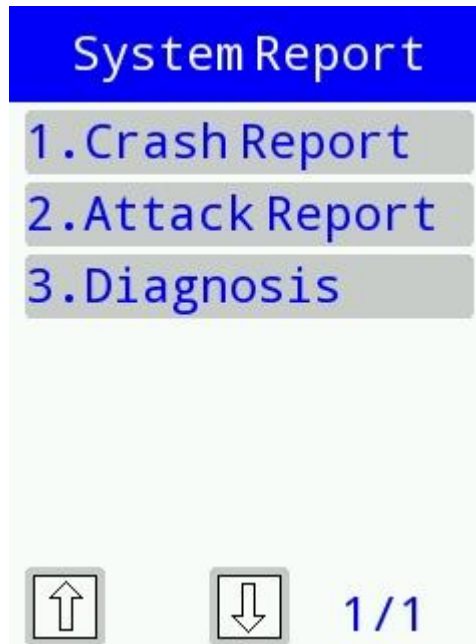 System Report
1.Crash Report
2.Attack Report
3.Diagnosis
1/1